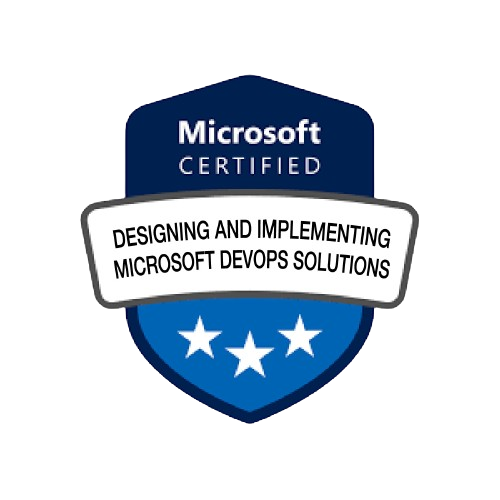 Microsoft
CERTIFIED
DESIGNING AND IMPLEMENTING
MICROSOFT DEVOPS SOLUTIONS